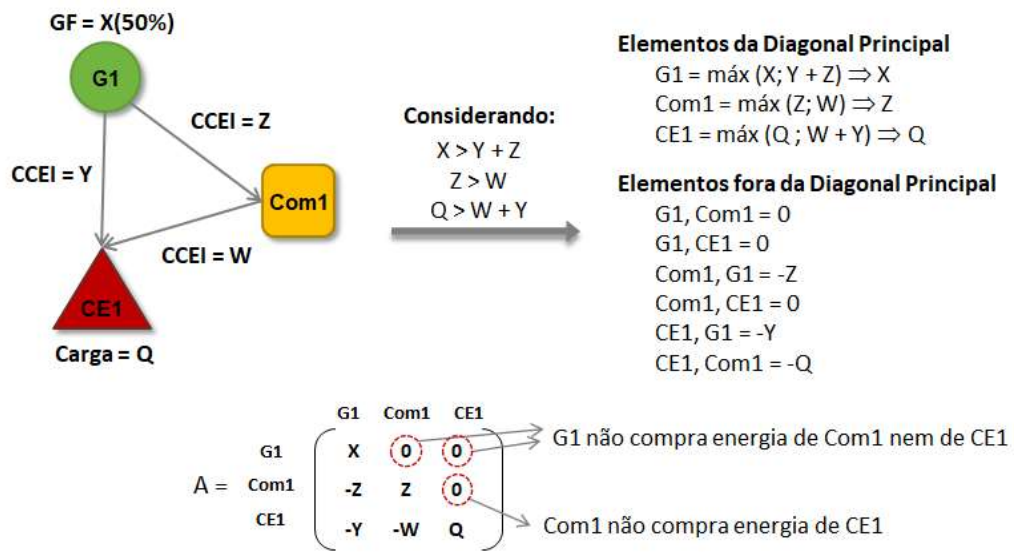 GF = X(50%)
G1
CCEI = Z
CCEI = Y
Com1
CCEI = W
CE1
Carga = Q
Considerando:
X > Y + Z
Z > W
Q > W + Y
Elementos da Diagonal Principal
G1 = máx (X; Y + Z) ⇒ X
Com1 = máx (Z; W) ⇒ Z
CE1 = máx (Q ; W + Y) ⇒ Q
Elementos fora da Diagonal Principal
G1, Com1 = 0
G1, CE1 = 0
Com1, G1 = -Z
Com1, CE1 = 0
CE1, G1 = -Y
CE1, Com1 = -Q
G1 Com1 CE1
G1 X 0 0
A = Com1 -Z Z 0
CE1 -Y -W Q
G1 não compra energia de Com1 nem de CE1
Com1 não compra energia de CE1